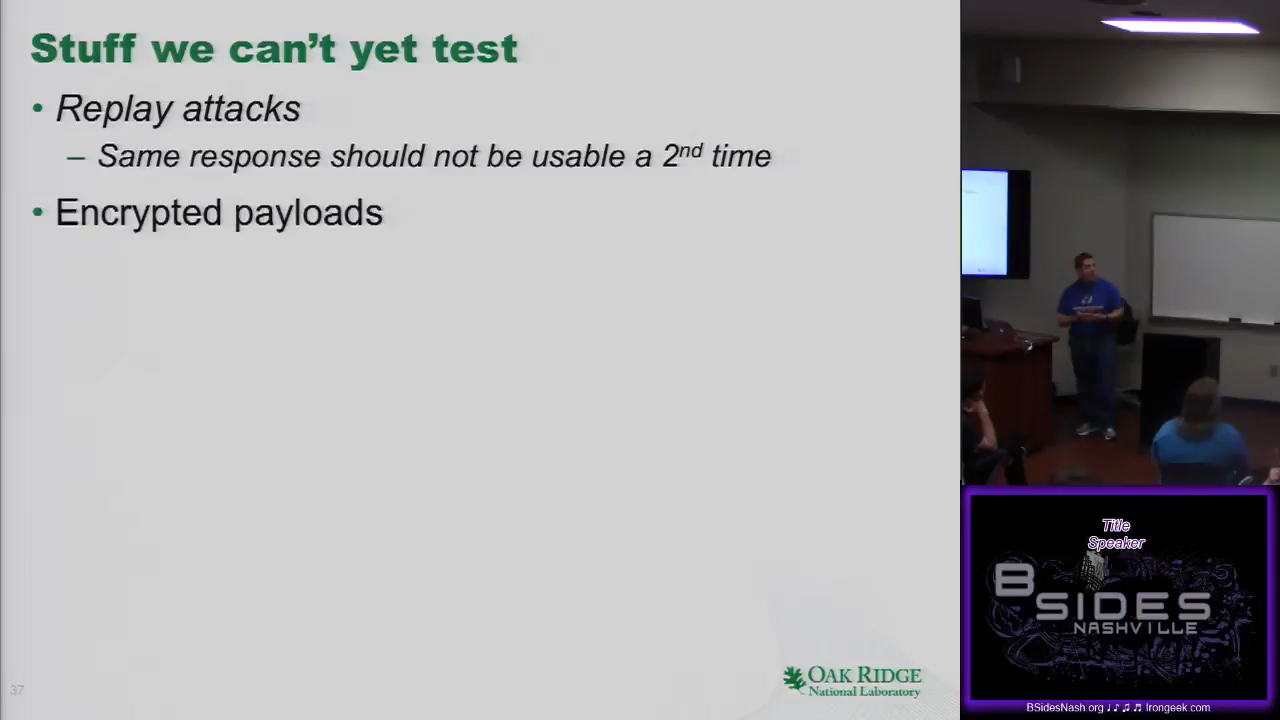 Stuff we can't yet test
• Replay attacks
– Same response should not be usable a 2nd time
• Encrypted payloads
37
OAK RIDGE
National Laboratory
Title
Speaker
BSIDES
NASHVILLE
BSidesNash.org ♩♪♫♬ Irongeek.com